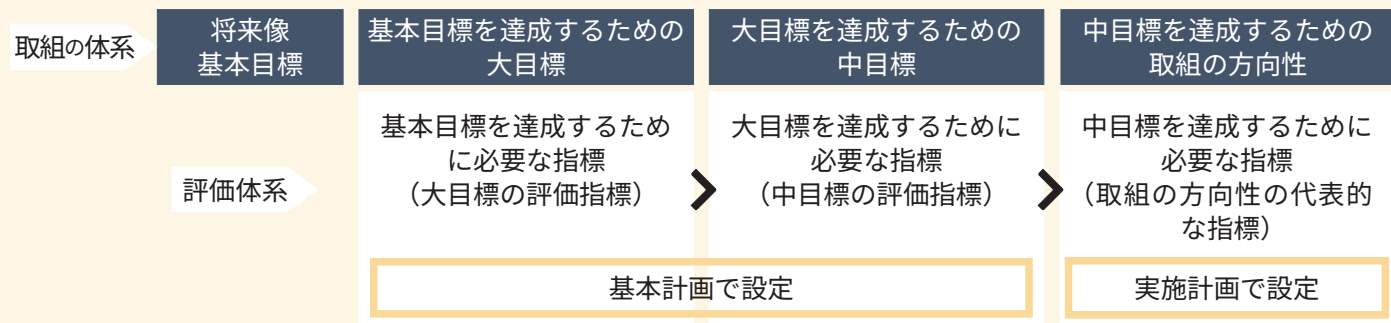 取組の体系
将来像
基本目標
基本目標を達成するための
大目標
大目標を達成するための
中目標
中目標を達成するための
取組の方向性
評価体系
基本目標を達成するため
に必要な指標
（大目標の評価指標）
大目標を達成するために
必要な指標
（中目標の評価指標）
中目標を達成するために
必要な指標
（取組の方向性の代表的
な指標）
基本計画で設定
実施計画で設定